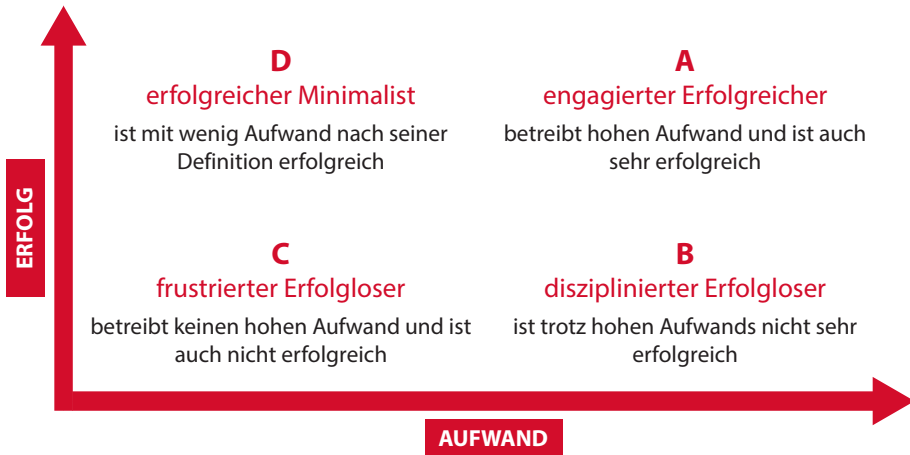 D
erfolgreicher Minimalist
ist mit wenig Aufwand nach seiner
Definition erfolgreich
A
engagierter Erfolgreicher
betreibt hohen Aufwand und ist auch
sehr erfolgreich
ERFOLG
C
frustrierter Erfolgloser
betreibt keinen hohen Aufwand und ist
auch nicht erfolgreich
B
disziplinierter Erfolgloser
ist trotz hohen Aufwands nicht sehr
erfolgreich
AUFWAND